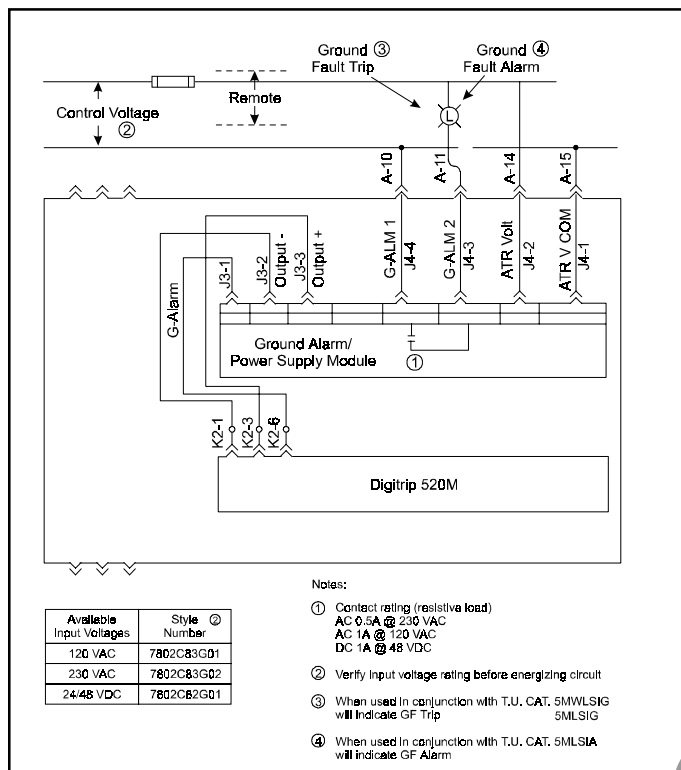 Ground ③
Fault Trip
Ground ④
Fault Alarm
Remote
Control Voltage
②
A-10
A-11
A-14
A-15
G-Alarm
J3-1
J3-2
Output -
J3-3
Output +
G-ALM 1
J4-4
G-ALM 2
J4-3
ATR Volt
J4-2
ATR V COM
J4-1
L
Ground Alarm/
Power Supply Module
①
K2-1
K2-3
K2-6
Digitrip 520M
Available
Input Voltages
Style ②
Number
120 VAC
7802C83G01
230 VAC
7802C83G02
24/48 VDC
7802C82G01
Notes:
① Contact rating (resistive load)
AC 0.5A @ 230 VAC
AC 1A @ 120 VAC
DC 1A @ 48 VDC
② Verify input voltage rating before energizing circuit
③ When used in conjunction with T.U. CAT. 5MWLSIG
will indicate GF Trip 5MLSIG
④ When used in conjunction with T.U. CAT. 5MLSIA
will indicate GF Alarm